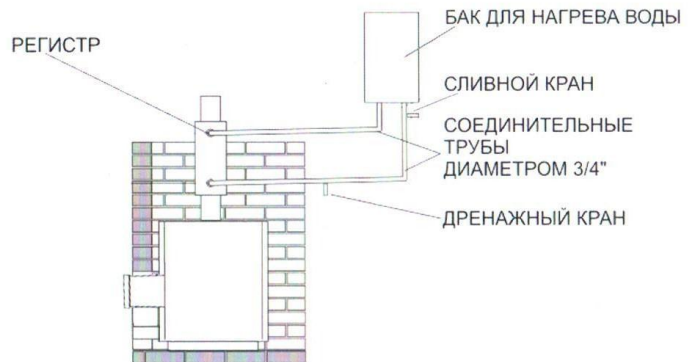 БАК ДЛЯ НАГРЕВА ВОДЫ
РЕГИСТР
СЛИВНОЙ КРАН
СОЕДИНИТЕЛЬНЫЕ
ТРУБЫ
ДИАМЕТРОМ 3/4"
ДРЕНАЖНЫЙ КРАН